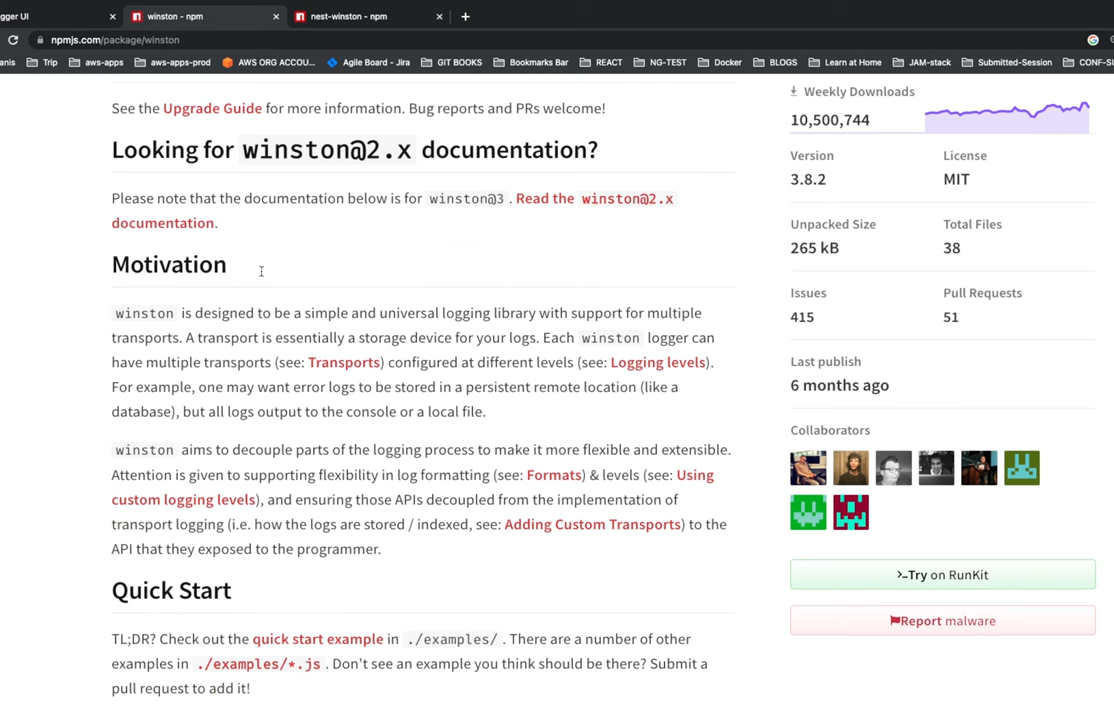 gger UI
winston - npm
nest-winston - npm
npmjs.com/package/winston
anis
Trip
aws-apps
aws-apps-prod
AWS ORG ACCOU...
Agile Board - Jira
GIT BOOKS
Bookmarks Bar
REACT
NG-TEST
Docker
BLOGS
Learn at Home
JAM-stack
Submitted-Session
CONF-SU
See the Upgrade Guide for more information. Bug reports and PRs welcome!
Looking for winston@2.x documentation?
Please note that the documentation below is for winston@3 . Read the winston@2.x
documentation.
Motivation
winston is designed to be a simple and universal logging library with support for multiple
transports. A transport is essentially a storage device for your logs. Each winston logger can
have multiple transports (see: Transports) configured at different levels (see: Logging levels).
For example, one may want error logs to be stored in a persistent remote location (like a
database), but all logs output to the console or a local file.
winston aims to decouple parts of the logging process to make it more flexible and extensible.
Attention is given to supporting flexibility in log formatting (see: Formats) & levels (see: Using
custom logging levels), and ensuring those APIs decoupled from the implementation of
transport logging (i.e. how the logs are stored / indexed, see: Adding Custom Transports) to the
API that they exposed to the programmer.
Quick Start
TL;DR? Check out the quick start example in ./examples/ . There are a number of other
examples in ./examples/*.js . Don't see an example you think should be there? Submit a
pull request to add it!
Weekly Downloads
10,500,744
Version
License
3.8.2
MIT
Unpacked Size
Total Files
265 kB
38
Issues
Pull Requests
415
51
Last publish
6 months ago
Collaborators
>_Try on RunKit
Report malware